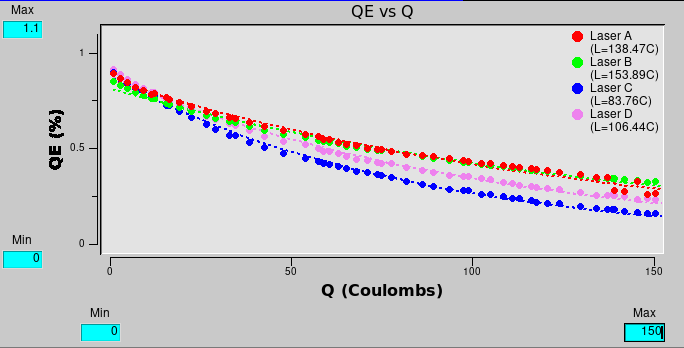 Max
1.1
QE vs Q
Laser A
(L=138.47C)
Laser B
(L=153.89C)
Laser C
(L=83.76C)
Laser D
(L=106.44C)
1
0.5
0
QE (%)
Min
0
0
50
100
150
Q (Coulombs)
Min
0
Max
150